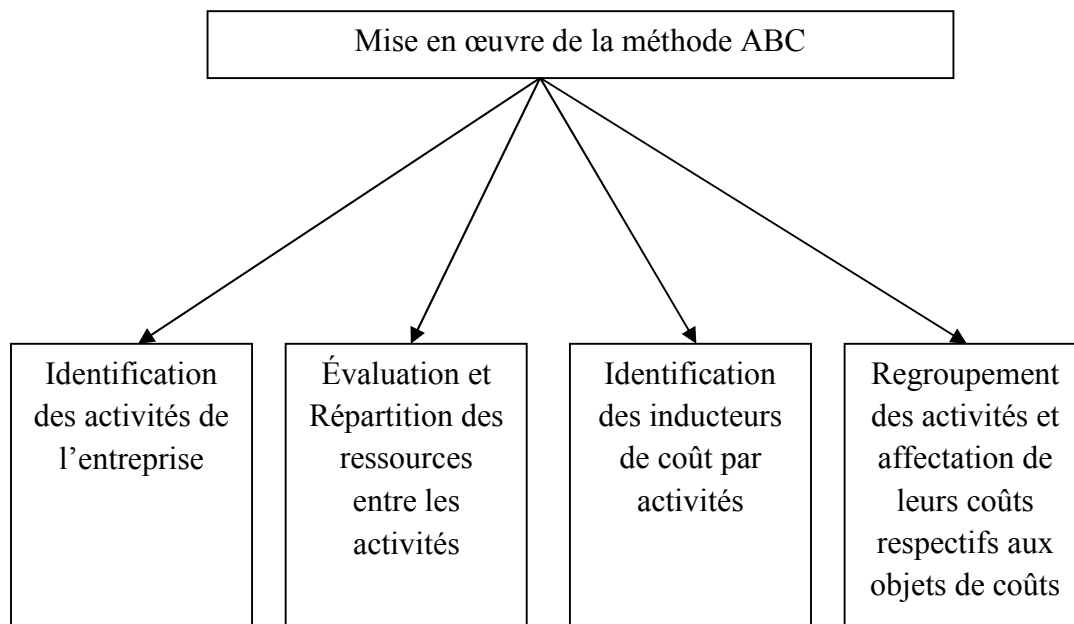 Mise en œuvre de la méthode ABC
Identification
des activités de
l’entreprise
Évaluation et
Répartition des
ressources
entre les
activités
Identification
des inducteurs
de coût par
activités
Regroupement
des activités et
affectation de
leurs coûts
respectifs aux
objets de coûts